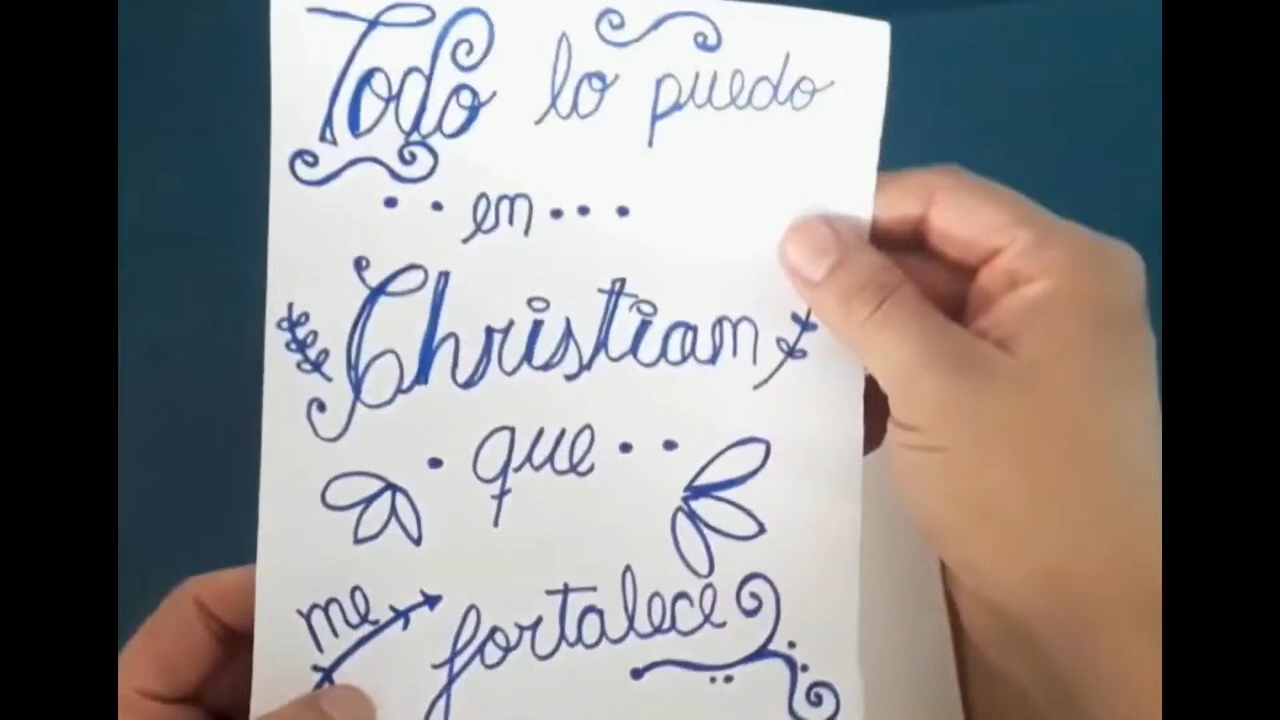 Todo lo puedo
·· en ···
Christian
· que ··
me fortalece